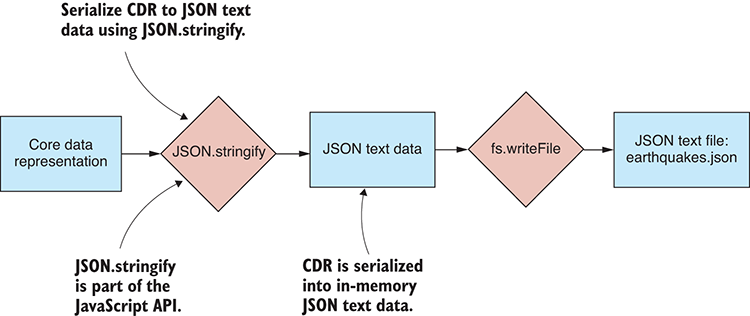 Serialize CDR to JSON text
data using JSON.stringify.
Core data
representation
JSON.stringify
JSON text data
fs.writeFile
JSON text file:
earthquakes.json
JSON.stringify
is part of the
JavaScript API.
CDR is serialized
into in-memory
JSON text data.